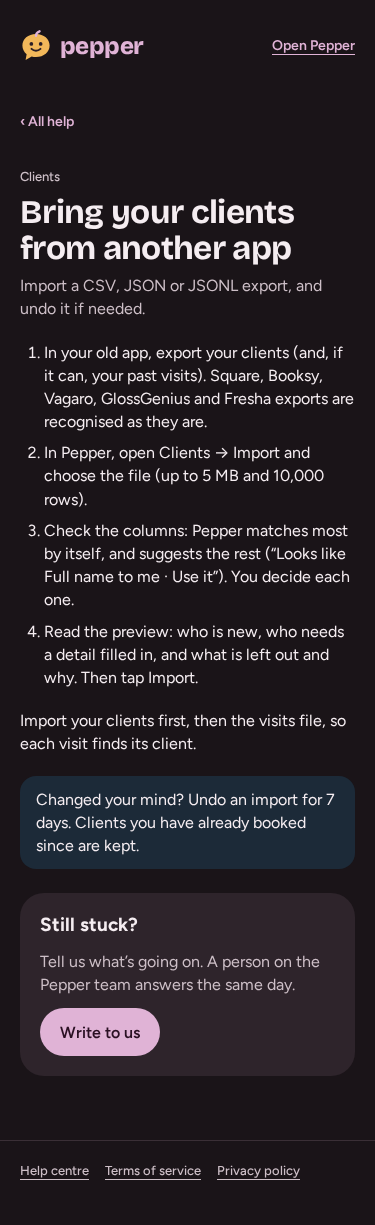 pepper
Open Pepper
‹ All help
Clients
Bring your clients
from another app
Import a CSV, JSON or JSONL export, and
undo it if needed.
1. In your old app, export your clients (and, if
it can, your past visits). Square, Booksy,
Vagaro, GlossGenius and Fresha exports are
recognised as they are.
2. In Pepper, open Clients → Import and
choose the file (up to 5 MB and 10,000
rows).
3. Check the columns: Pepper matches most
by itself, and suggests the rest (“Looks like
Full name to me · Use it”). You decide each
one.
4. Read the preview: who is new, who needs
a detail filled in, and what is left out and
why. Then tap Import.
Import your clients first, then the visits file, so
each visit finds its client.
Changed your mind? Undo an import for 7
days. Clients you have already booked
since are kept.
Still stuck?
Tell us what’s going on. A person on the
Pepper team answers the same day.
Write to us
Help centre
Terms of service
Privacy policy